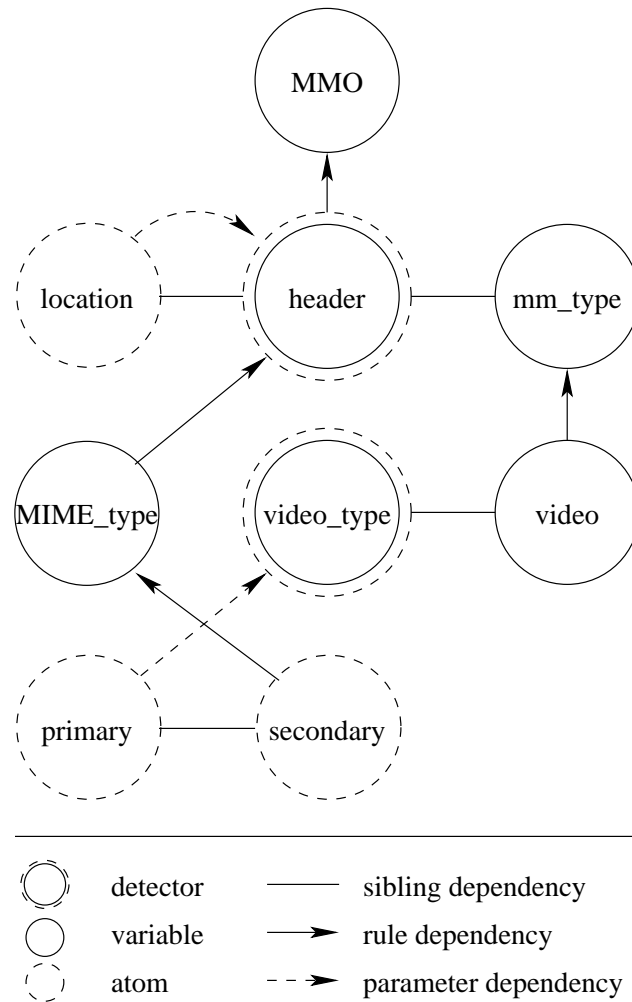 MMO
location header mm_type
MIME_type video_type video
primary secondary
detector sibling dependency
variable rule dependency
atom parameter dependency